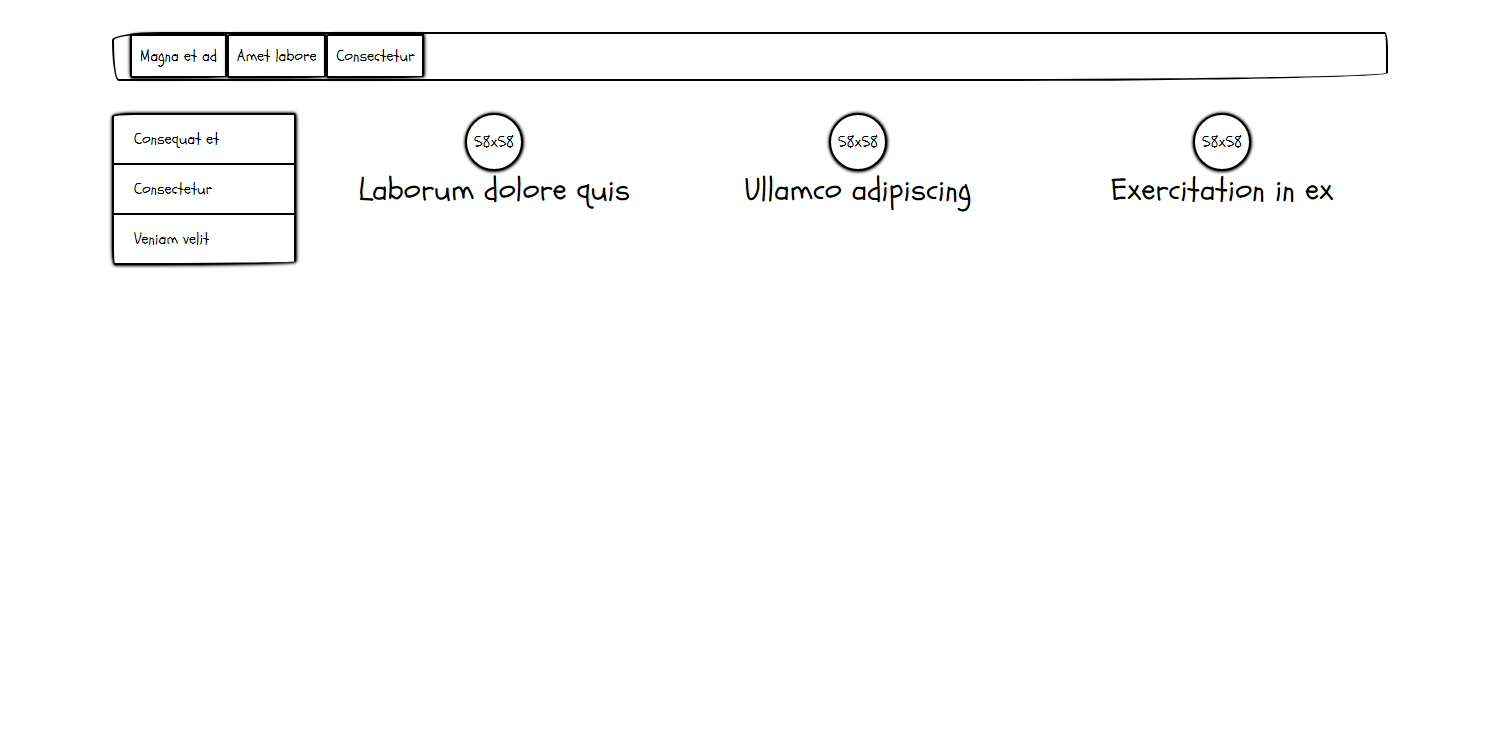 Magna et ad
Amet labore
Consectetur
Consequat et
Consectetur
Veniam velit
58x58
Laborum dolore quis
58x58
Ullamco adipiscing
58x58
Exercitation in ex